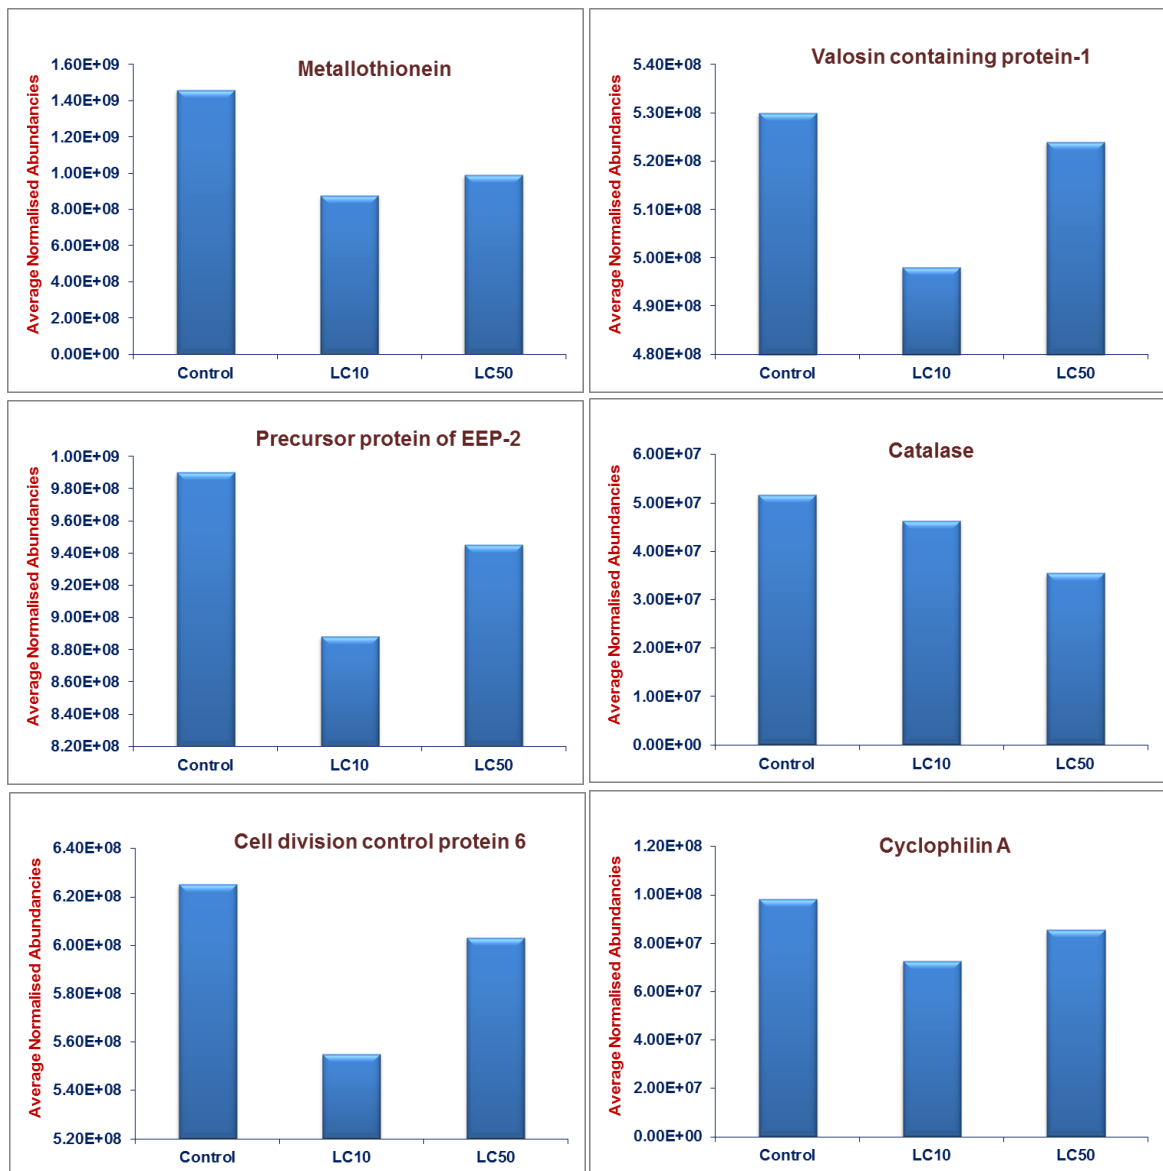 Metallothionein
Average Normalised Abundancies
1.60E+09
1.40E+09
1.20E+09
1.00E+09
8.00E+08
6.00E+08
4.00E+08
2.00E+08
0.00E+00
Control LC10 LC50
Valosin containing protein-1
Average Normalised Abundancies
5.40E+08
5.30E+08
5.20E+08
5.10E+08
5.00E+08
4.90E+08
4.80E+08
Control LC10 LC50
Precursor protein of EEP-2
Average Normalised Abundancies
1.00E+09
9.80E+08
9.60E+08
9.40E+08
9.20E+08
9.00E+08
8.80E+08
8.60E+08
8.40E+08
8.20E+08
Control LC10 LC50
Catalase
Average Normalised Abundancies
6.00E+07
5.00E+07
4.00E+07
3.00E+07
2.00E+07
1.00E+07
0.00E+00
Control LC10 LC50
Cell division control protein 6
Average Normalised Abundancies
6.40E+08
6.20E+08
6.00E+08
5.80E+08
5.60E+08
5.40E+08
5.20E+08
Control LC10 LC50
Cyclophilin A
Average Normalised Abundancies
1.20E+08
1.00E+08
8.00E+07
6.00E+07
4.00E+07
2.00E+07
0.00E+00
Control LC10 LC50